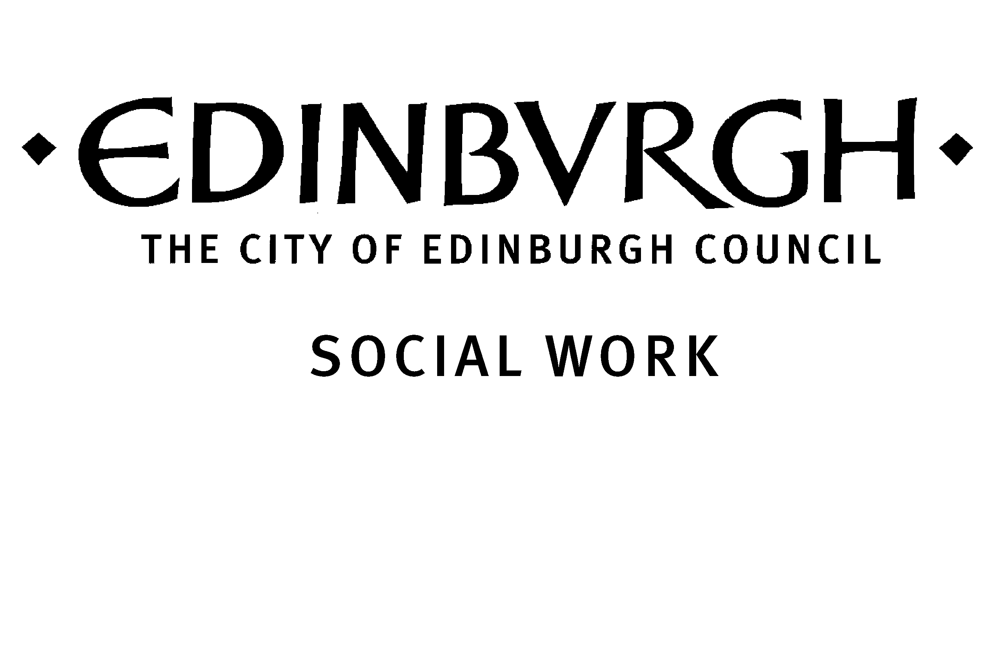 EDINBVRGH
THE CITY OF EDINBURGH COUNCIL
SOCIAL WORK